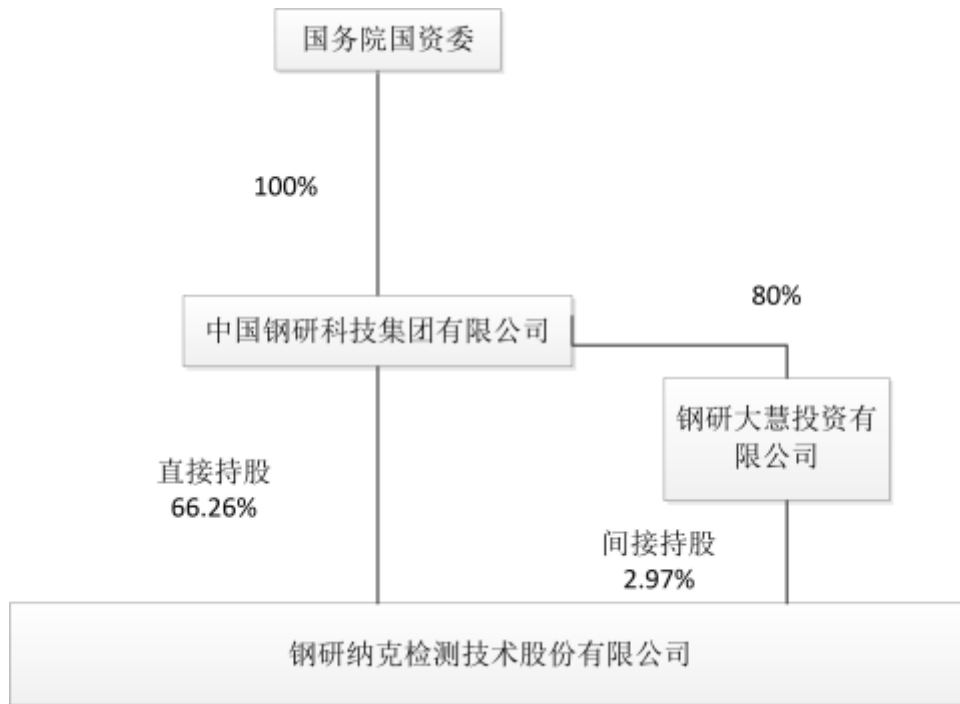 国务院国资委
100%
80%
中国钢研科技集团有限公司
钢研大慧投资有
限公司
直接持股
66.26%
间接持股
2.97%
钢研纳克检测技术股份有限公司